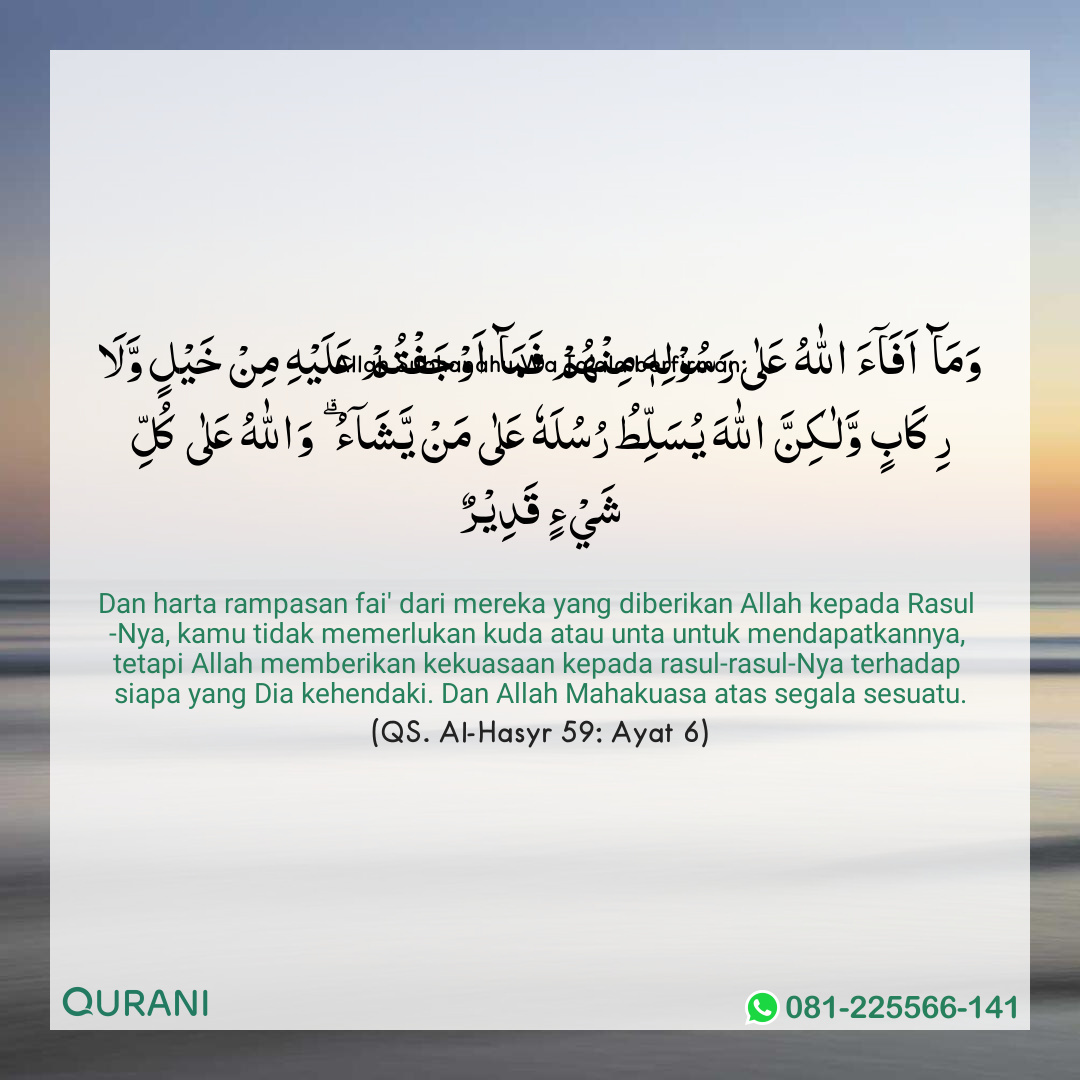 Allah Subhanahu Wa Ta'ala berfirman:
وَمَاۤ اَفَآءَ اللّٰهُ عَلٰى رَسُوْلِهٖ مِنْهُمْ فَمَاۤ اَوْجَفْتُمْ عَلَيْهِ مِنْ خَيْلٍ وَّلَا
رِكَابٍ وَّلٰـكِنَّ اللّٰهَ يُسَلِّطُ رُسُلَهٗ عَلٰى مَنْ يَّشَآءُ ۗ وَاللّٰهُ عَلٰى كُلِّ
شَيْءٍ قَدِيْرٌ
Dan harta rampasan fai' dari mereka yang diberikan Allah kepada Rasul
-Nya, kamu tidak memerlukan kuda atau unta untuk mendapatkannya,
tetapi Allah memberikan kekuasaan kepada rasul-rasul-Nya terhadap
siapa yang Dia kehendaki. Dan Allah Mahakuasa atas segala sesuatu.
(QS. Al-Hasyr 59: Ayat 6)
QURANI
081-225566-141